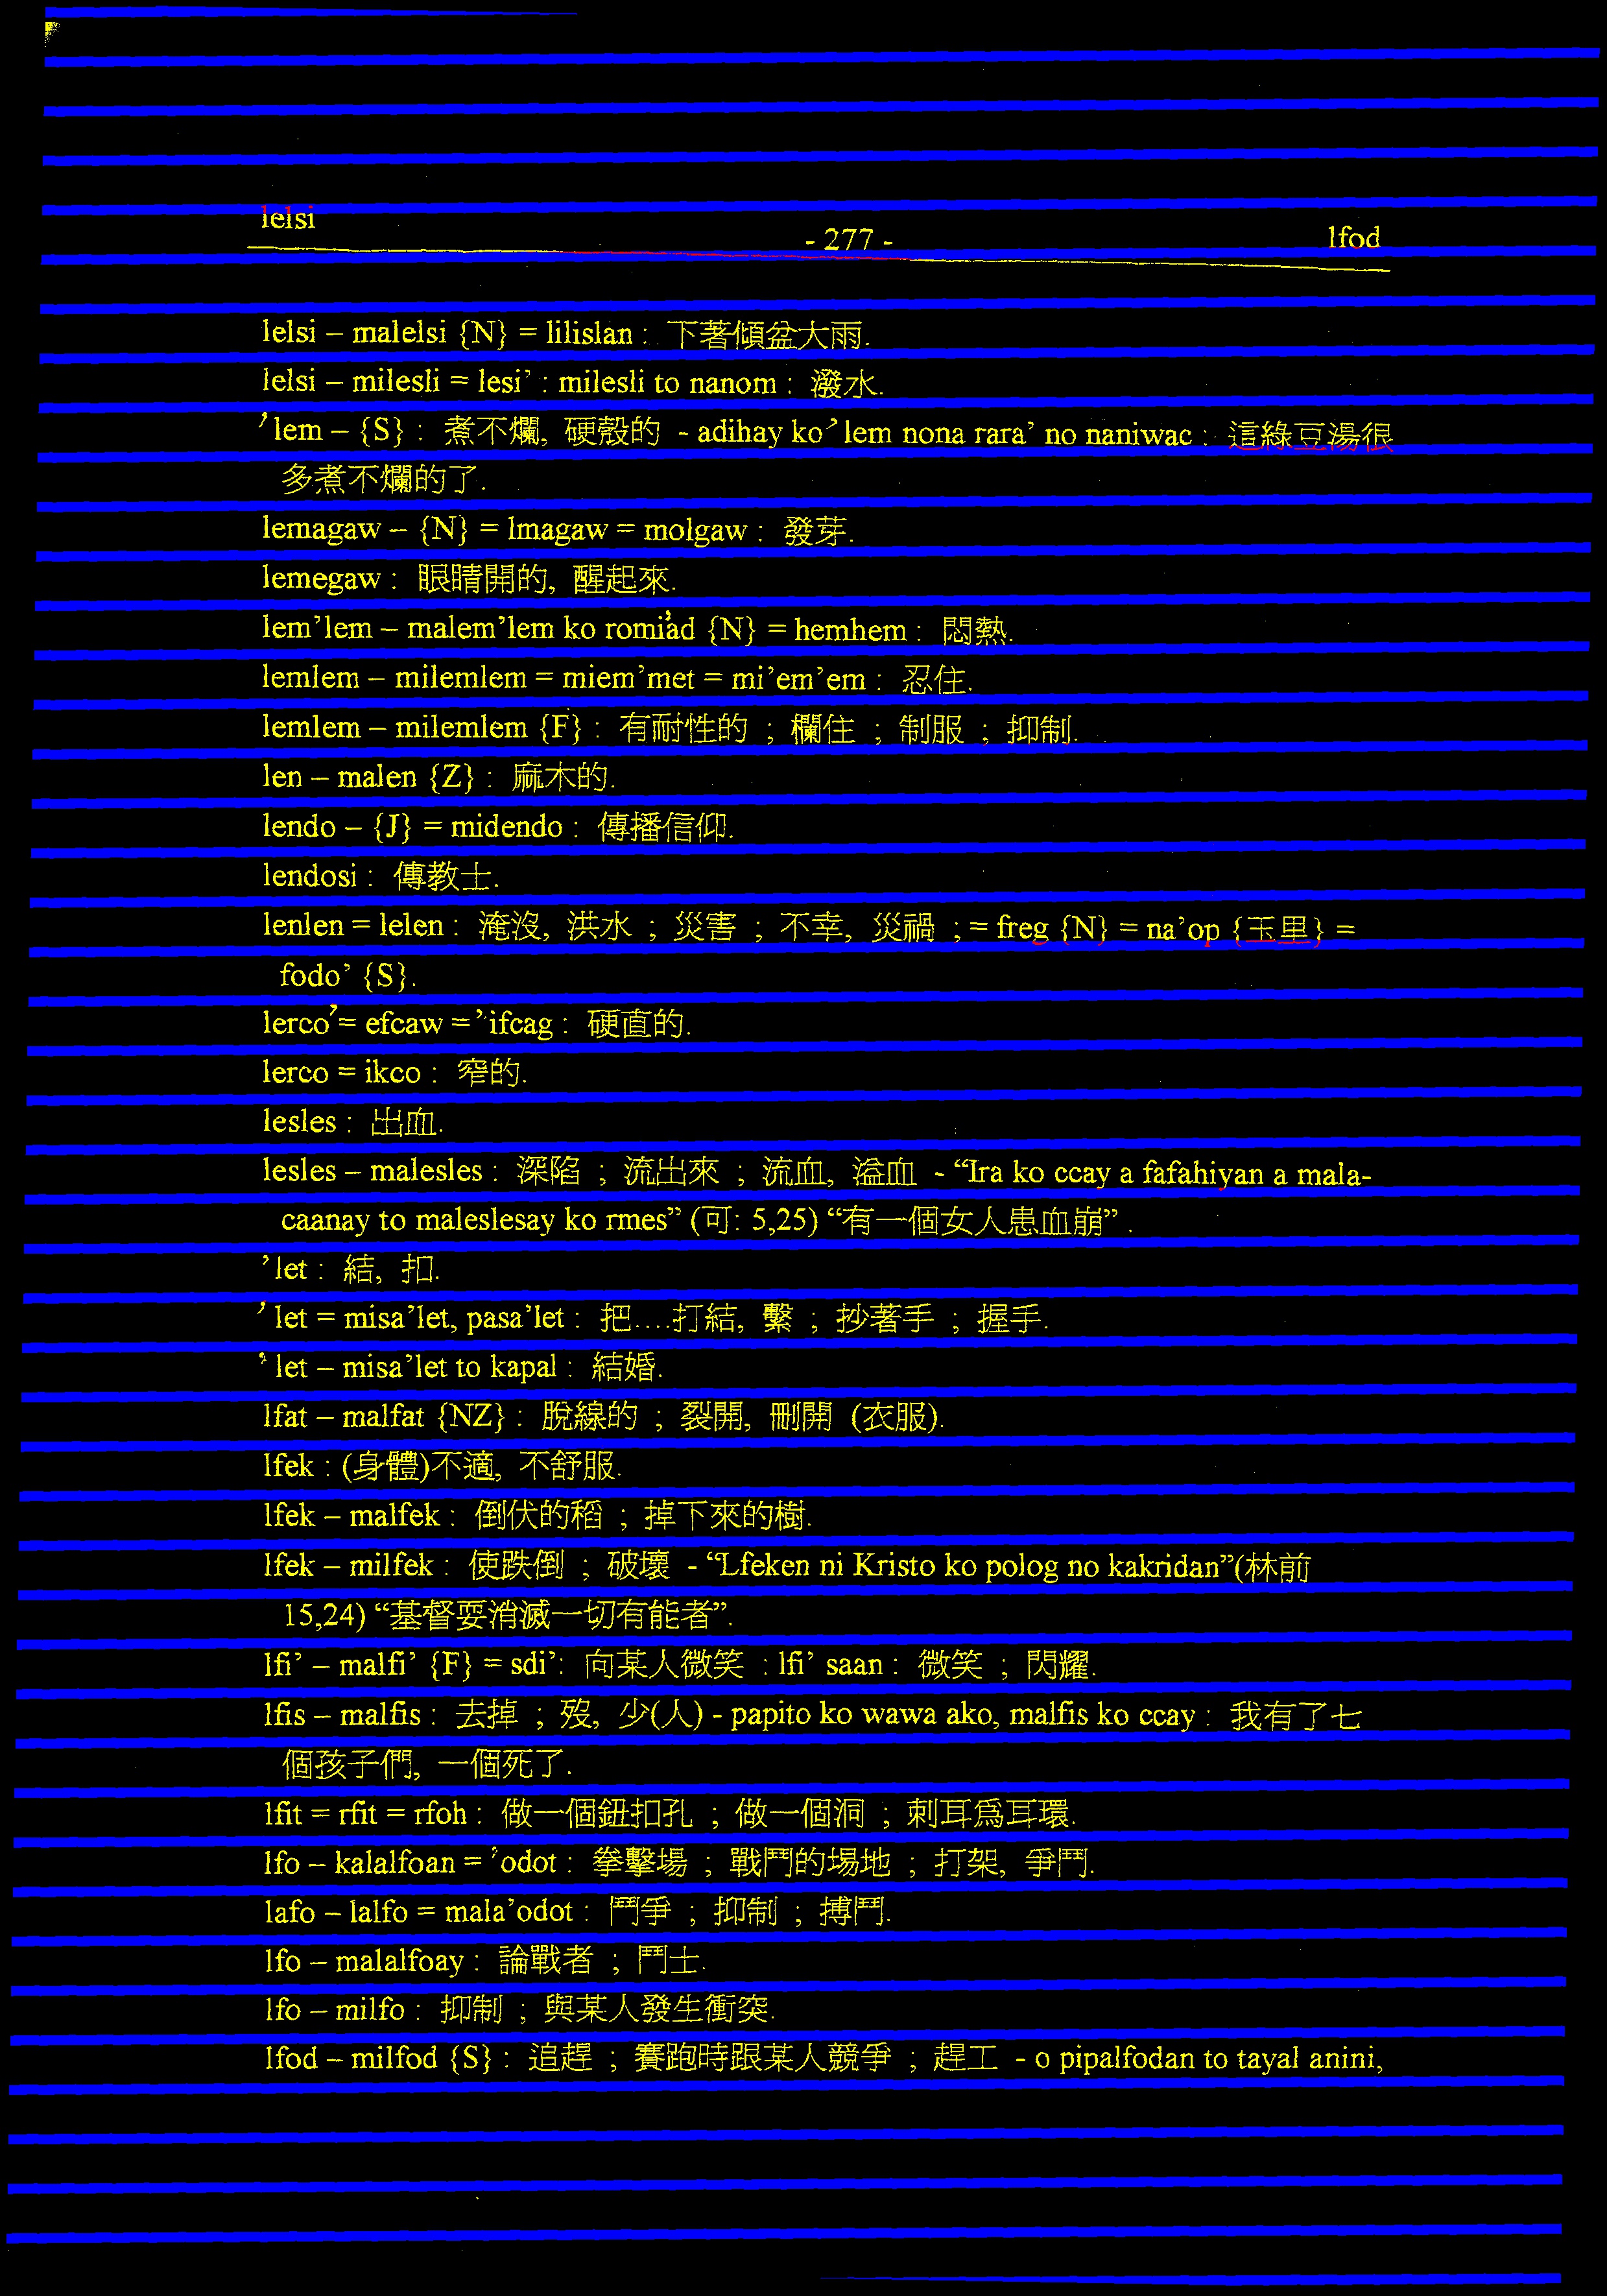 lelsi
- 277 -
lfod
lelsi – malelsi {N} = lilislan : 下著傾盆大雨.
lelsi – milesli = lesi’ : milesli to nanom : 潑水.
’lem – {S} : 煮不爛, 硬殼的 - adihay ko ’lem nona rara’ no naniwac : 這綠豆湯很
多煮不爛的了.
lemagaw – {N} = lmagaw = molgaw : 發芽.
lemegaw : 眼睛開的, 醒起來.
lem’lem – malem’lem ko romi’ad {N} = hemhem : 悶熱.
lemlem – milemlem = miem’met = mi’em’em : 忍住.
lemlem – milemlem {F} : 有耐性的 ; 欄住 ; 制服 ; 抑制.
len – malen {Z} : 麻木的.
lendo – {J} = midendo : 傳播信仰.
lendosi : 傳教士.
lenlen = lelen : 淹沒, 洪水 ; 災害 ; 不幸, 災禍 ; = freg {N} = na’op {玉里} =
fodo’ {S}.
lerco’ = efcaw = ’ifcag : 硬直的.
lerco = ikco : 窄的.
lesles : 出血.
lesles – malesles : 深陷 ; 流出來 ; 流血, 溢血 - “Ira ko ccay a fafahiyan a mala-
caanay to maleslesay ko rmes” (可: 5,25) “有一個女人患血崩” .
’let : 結, 扣.
’let = misa’let, pasa’let : 把....打結, 繫 ; 抄著手 ; 握手.
’let – misa’let to kapal : 結婚.
lfat – malfat {NZ} : 脫線的 ; 裂開, 刪開 (衣服).
lfek : (身體)不適, 不舒服.
lfek – malfek : 倒伏的稻 ; 掉下來的樹.
lfek – milfek : 使跌倒 ; 破壞 - “Lfeken ni Kristo ko polog no kakridan”(林前
15,24) “基督要消滅一切有能者”.
lfi’ – malfi’ {F} = sdi’: 向某人微笑 : lfi’ saan : 微笑 ; 閃耀.
lfis – malfis : 去掉 ; 歿, 少(人) - papito ko wawa ako, malfis ko ccay : 我有了七
個孩子們, 一個死了.
lfit = rfit = rfoh : 做一個鈕扣孔 ; 做一個洞 ; 刺耳為耳環.
lfo – kalalfoan = ’odot : 拳擊場 ; 戰鬥的場地 ; 打架, 爭鬥.
lafo – lalfo = mala’odot : 鬥爭 ; 抑制 ; 搏鬥.
lfo – malalfoay : 論戰者 ; 鬥士.
lfo – milfo : 抑制 ; 與某人發生衝突.
lfod – milfod {S} : 追趕 ; 賽跑時跟某人競爭 ; 趕工 - o pipalfodan to tayal anini,